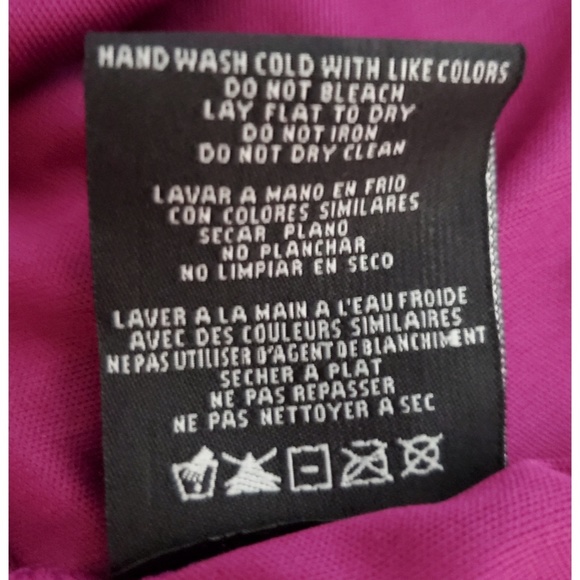 HAND WASH COLD WITH LIKE COLORS
DO NOT BLEACH
LAY FLAT TO DRY
DO NOT IRON
DO NOT DRY CLEAN
LAVAR A MANO EN FRIO
CON COLORES SIMILARES
SECAR PLANO
NO PLANCHAR
NO LIMPIAR EN SECO
LAVER A LA MAIN A L'EAU FROIDE
AVEC DES COULEURS SIMILAIRES
NE PAS UTILISER D'AGENT DE BLANCHIMENT
SECHER A PLAT
NE PAS REPASSER
NE PAS NETTOYER A SEC